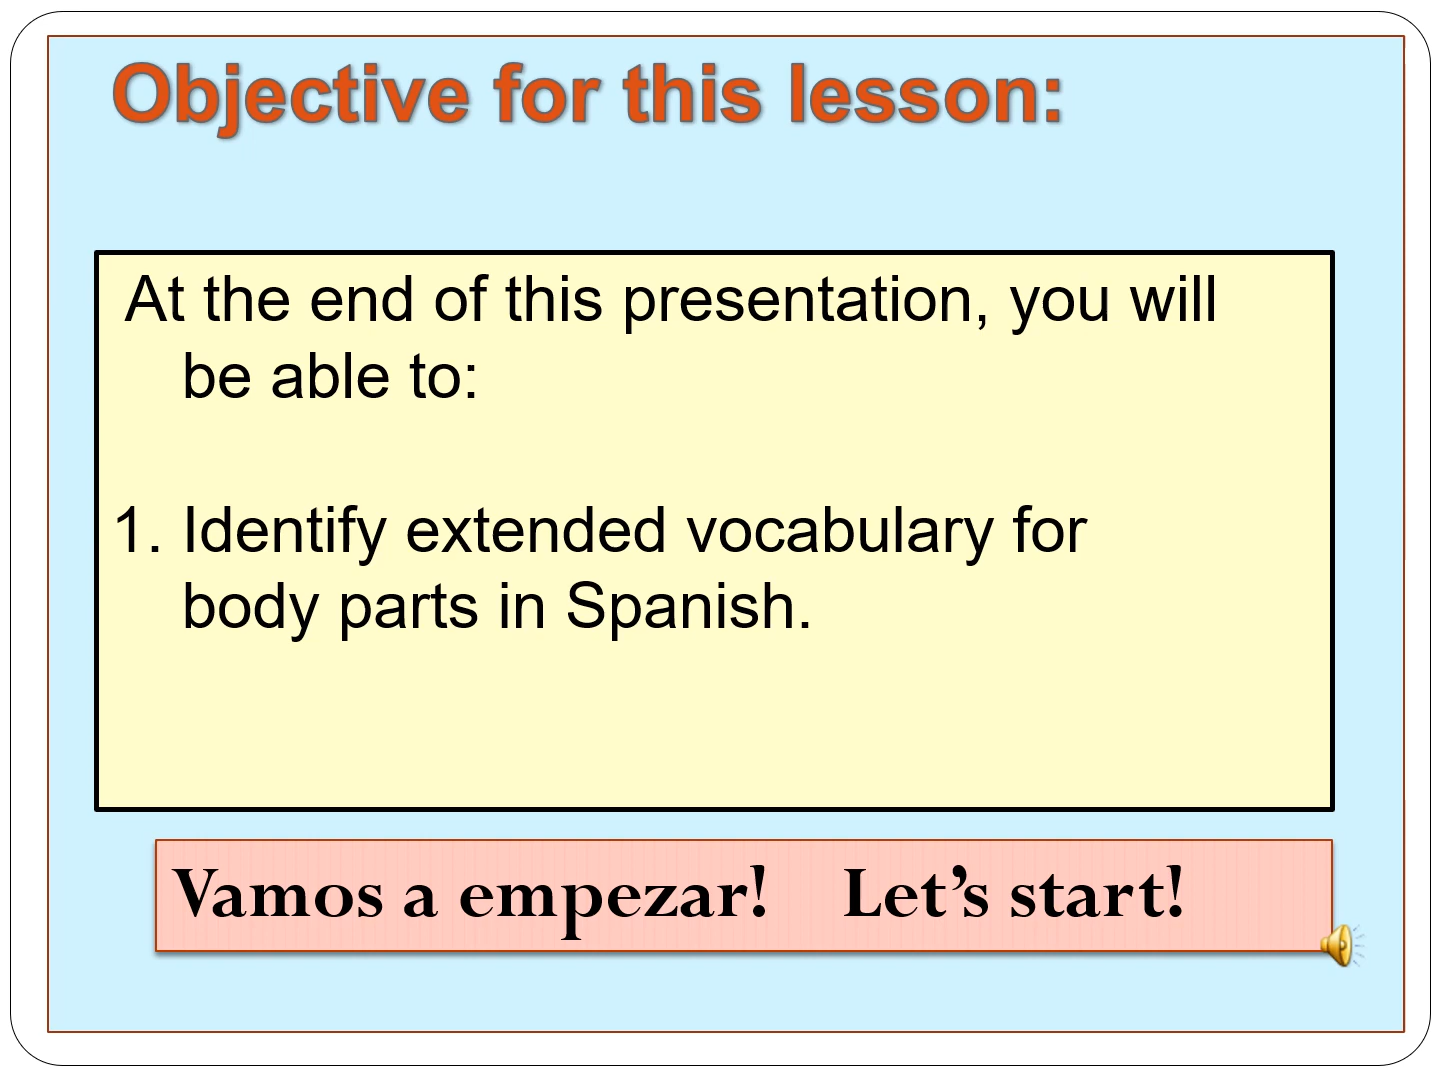 Objective for this lesson:
At the end of this presentation, you will
be able to:
1. Identify extended vocabulary for
body parts in Spanish.
Vamos a empezar! Let’s start!